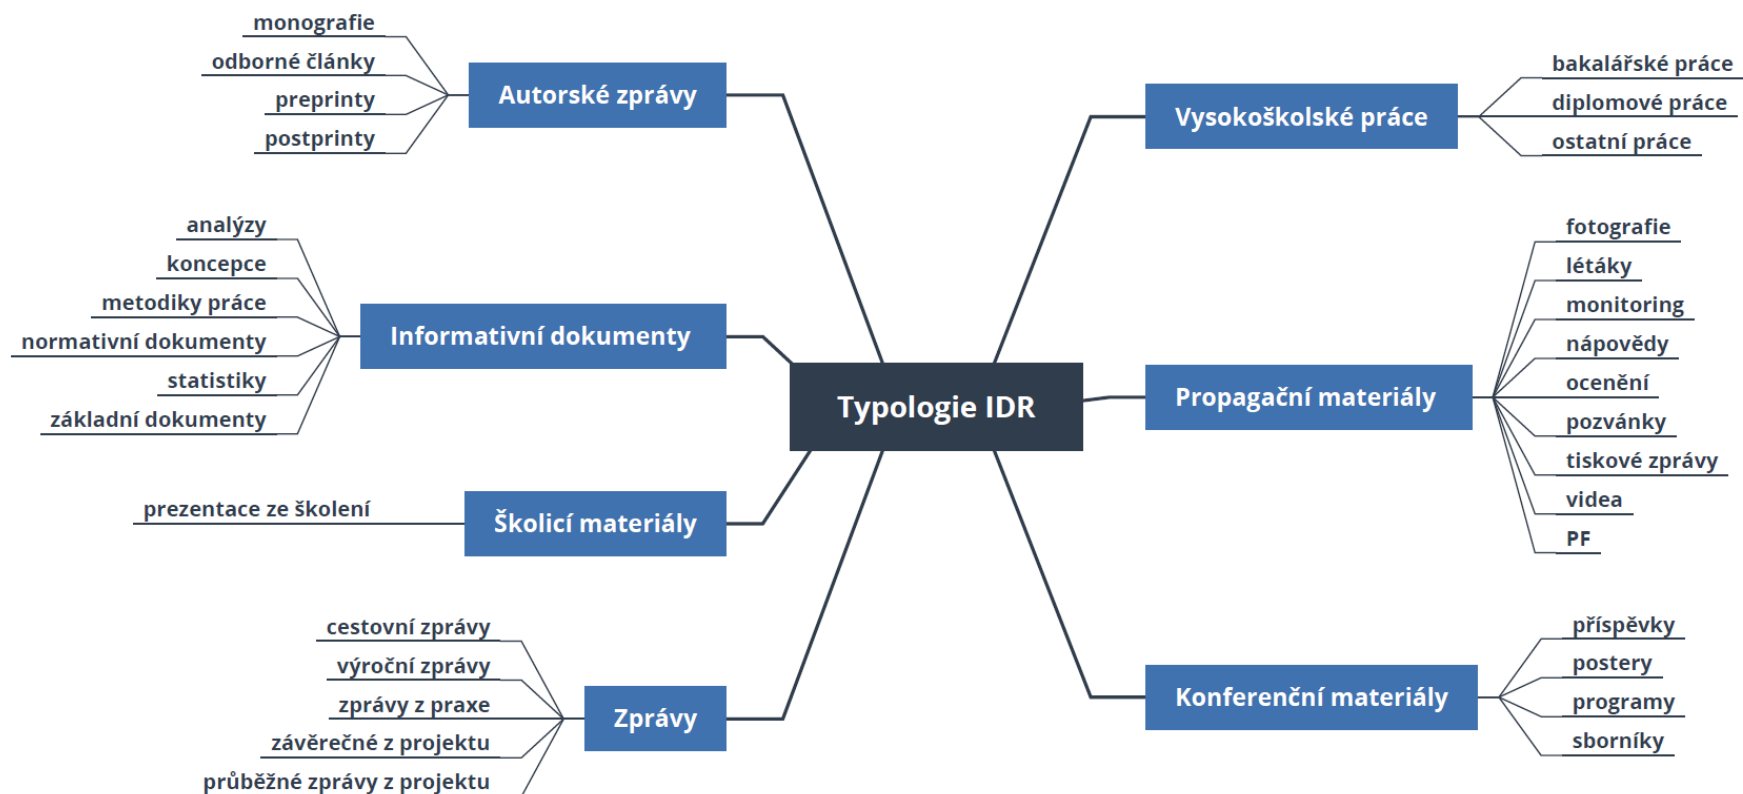 Typologie IDR
Autorské zprávy
monografie
odborné články
preprinty
postprinty
Informativní dokumenty
analýzy
koncepce
metodiky práce
normativní dokumenty
statistiky
základní dokumenty
Školicí materiály
prezentace ze školení
Zprávy
cestovní zprávy
výroční zprávy
zprávy z praxe
závěrečné z projektu
průběžné zprávy z projektu
Vysokoškolské práce
bakalářské práce
diplomové práce
ostatní práce
Propagační materiály
fotografie
létáky
monitoring
nápovědy
ocenění
pozvánky
tiskové zprávy
videa
PF
Konferenční materiály
příspěvky
postery
programy
sborníky